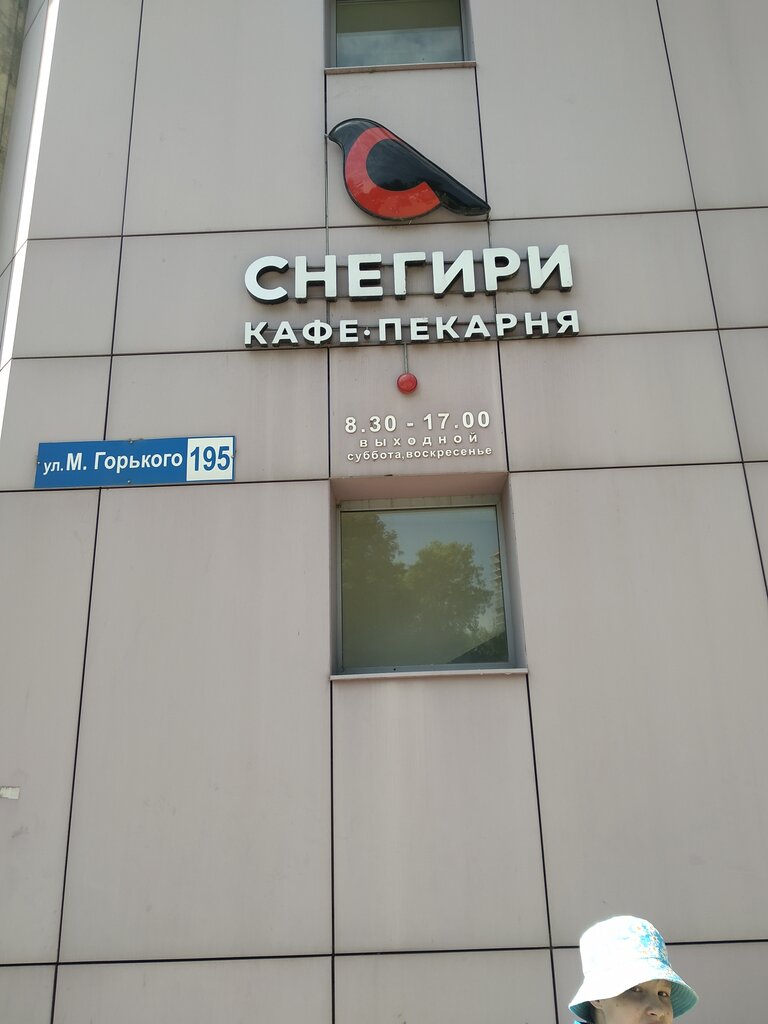 СНЕГИРИ
КАФЕ·ПЕКАРНЯ
8.30 - 17.00
выходной
суббота,воскресенье
ул. М. Горького 195